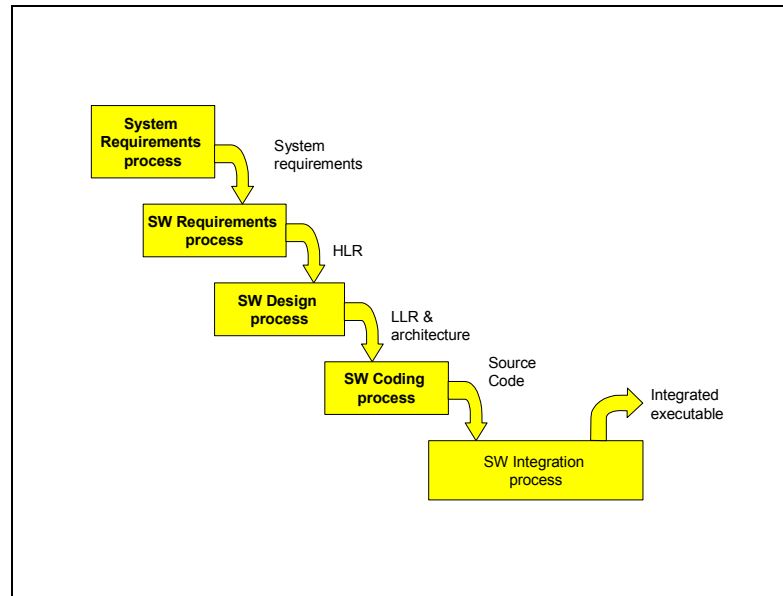 System
Requirements
process
System
requirements
SW Requirements
process
HLR
SW Design
process
LLR &
architecture
SW Coding
process
Source
Code
Integrated
executable
SW Integration
process